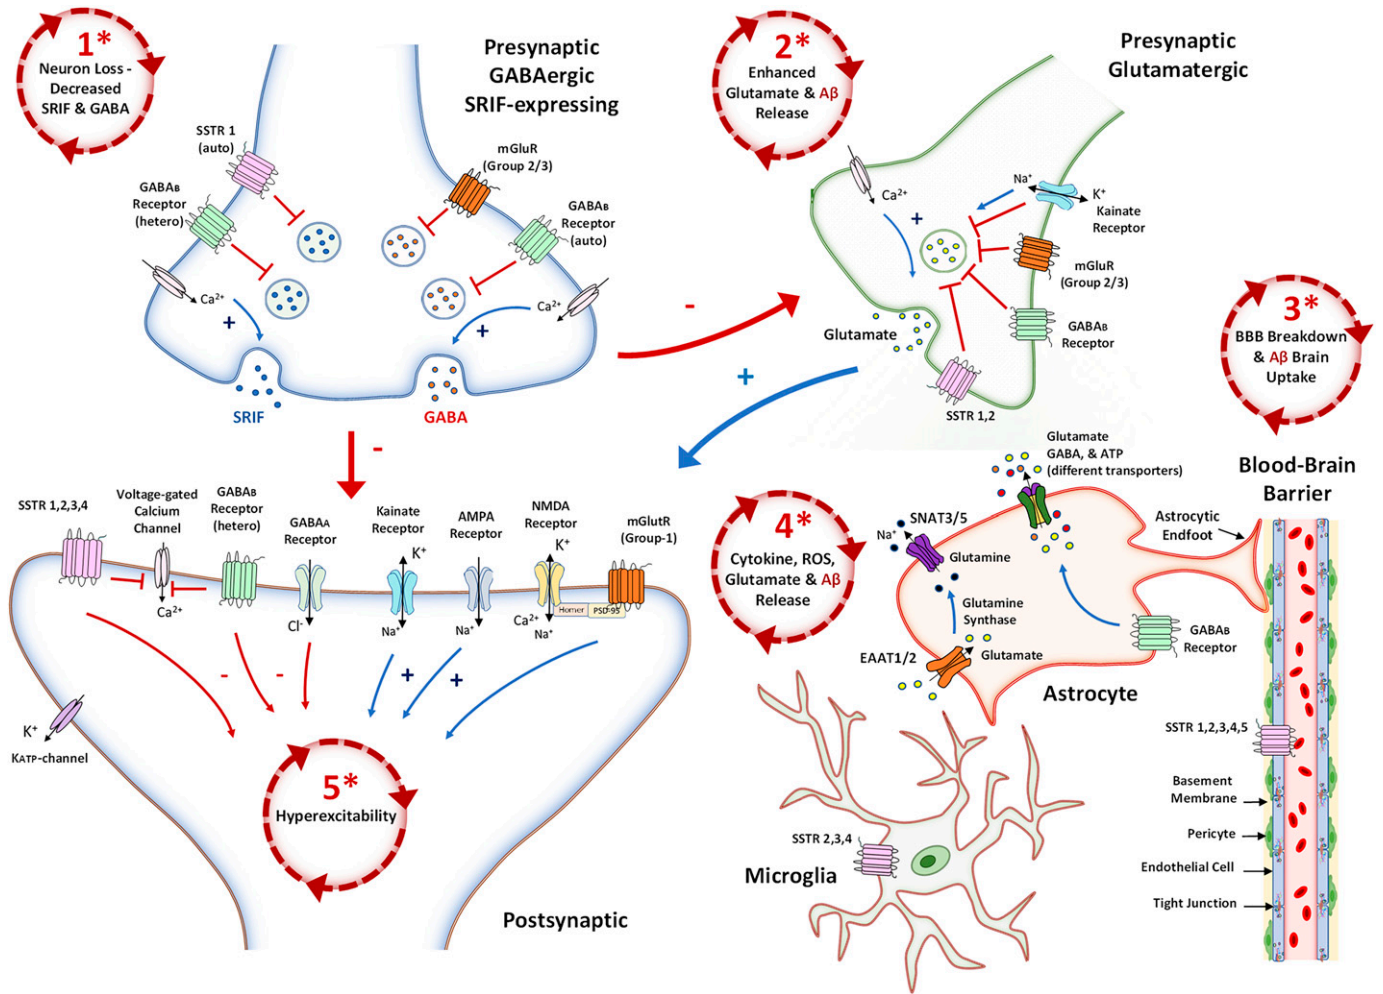 1*
Neuron Loss -
Decreased
SRIF & GABA
Presynaptic
GABAergic
SRIF-expressing
SSTR 1
(auto)
mGluR
(Group 2/3)
GABAB
Receptor
(hetero)
GABAB
Receptor
(auto)
Ca2+
+
Ca2+
+
SRIF
GABA
-
-
+
2*
Enhanced
Glutamate & Aβ
Release
Presynaptic
Glutamatergic
Ca2+
+
Na+
K+
Kainate
Receptor
mGluR
(Group 2/3)
GABAB
Receptor
Glutamate
SSTR 1,2
3*
BBB Breakdown
& Aβ Brain
Uptake
Blood-Brain
Barrier
Astrocytic
Endfoot
SSTR 1,2,3,4,5
Basement
Membrane
Pericyte
Endothelial Cell
Tight Junction
4*
Cytokine, ROS,
Glutamate & Aβ
Release
Glutamate
GABA, & ATP
(different transporters)
SNAT3/5
Na+
Glutamine
Glutamine
Synthase
EAAT1/2
Glutamate
GABAB
Receptor
Astrocyte
SSTR 2,3,4
Microglia
SSTR 1,2,3,4
Voltage-gated
Calcium
Channel
GABAB
Receptor
(hetero)
GABAA
Receptor
Kainate
Receptor
AMPA
Receptor
NMDA
Receptor
mGlutR
(Group-1)
K+
K+
Ca2+
Cl-
Na+
Na+
Ca2+
Na+
Homer
PSD-95
-
-
+
+
K+
KATP-channel
5*
Hyperexcitability
Postsynaptic